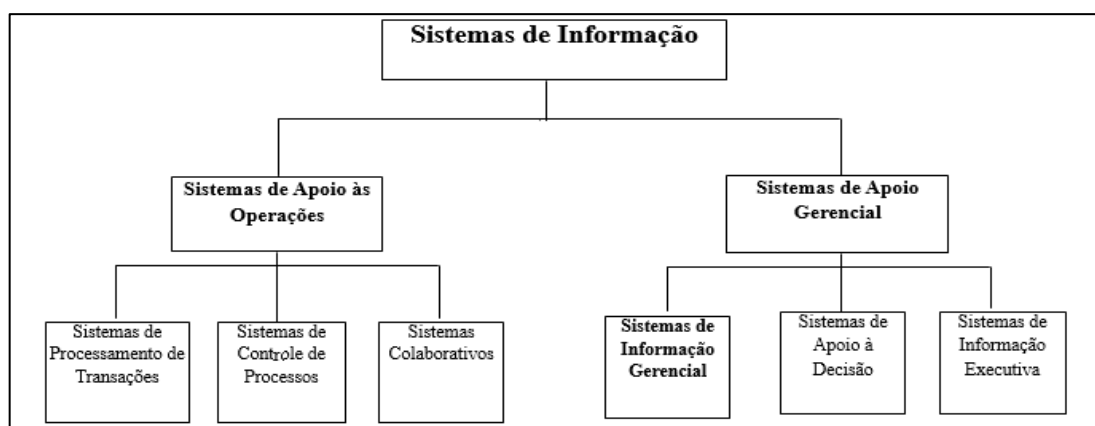 Sistemas de Informação
Sistemas de Apoio às
Operações
Sistemas de Apoio
Gerencial
Sistemas de
Processamento de
Transações
Sistemas de
Controle de
Processos
Sistemas
Colaborativos
Sistemas de
Informação
Gerencial
Sistemas de
Apoio à
Decisão
Sistemas de
Informação
Executiva